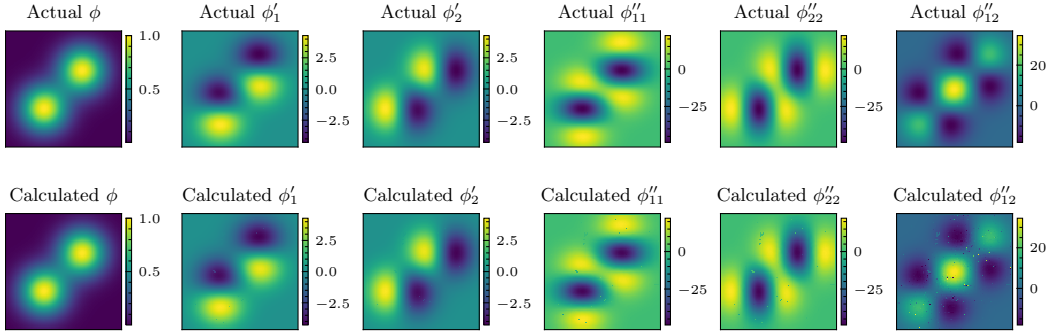 Actual ϕ
Actual ϕ′₁
Actual ϕ′₂
Actual ϕ′′₁₁
Actual ϕ′′₂₂
Actual ϕ′′₁₂
1.0
0.5
2.5
0.0
−2.5
2.5
0.0
−2.5
0
−25
0
−25
20
0
Calculated ϕ
Calculated ϕ′₁
Calculated ϕ′₂
Calculated ϕ′′₁₁
Calculated ϕ′′₂₂
Calculated ϕ′′₁₂
1.0
0.5
2.5
0.0
−2.5
2.5
0.0
−2.5
0
−25
0
−25
20
0